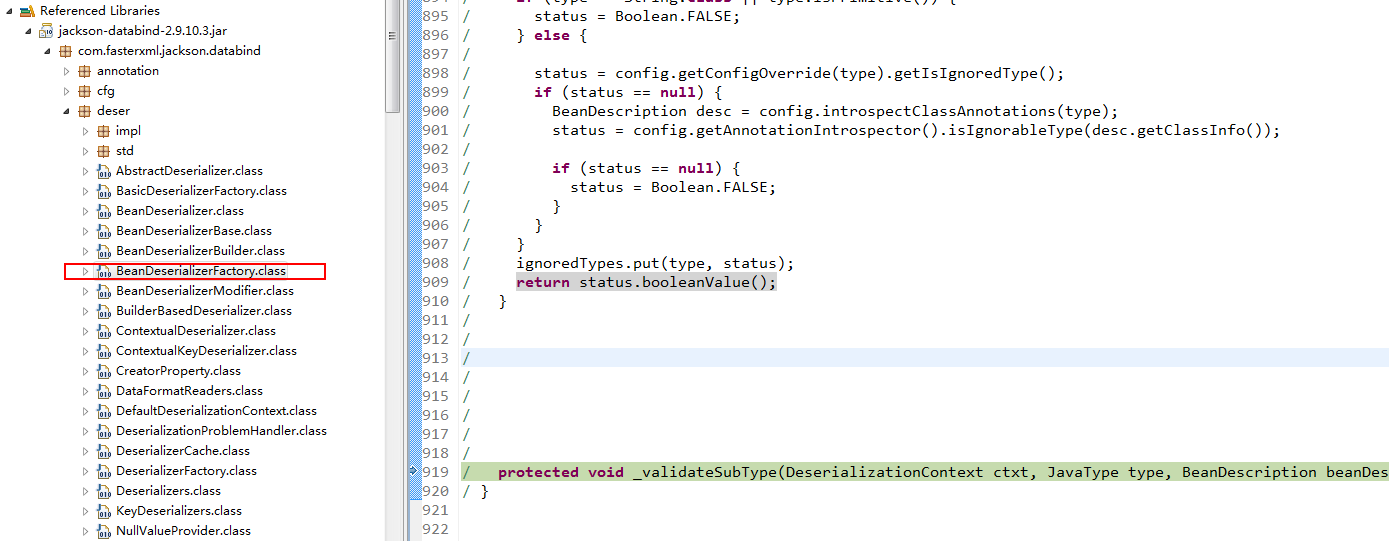 Referenced Libraries
jackson-databind-2.9.10.3.jar
com.fasterxml.jackson.databind
annotation
cfg
deser
impl
std
AbstractDeserializer.class
BasicDeserializerFactory.class
BeanDeserializer.class
BeanDeserializerBase.class
BeanDeserializerBuilder.class
BeanDeserializerFactory.class
BeanDeserializerModifier.class
BuilderBasedDeserializer.class
ContextualDeserializer.class
ContextualKeyDeserializer.class
CreatorProperty.class
DataFormatReaders.class
DefaultDeserializationContext.class
DeserializationProblemHandler.class
DeserializerCache.class
DeserializerFactory.class
Deserializers.class
KeyDeserializers.class
NullValueProvider.class
895 / status = Boolean.FALSE;
896 / } else {
897 /
898 / status = config.getConfigOverride(type).getIsIgnoredType();
899 / if (status == null) {
900 / BeanDescription desc = config.introspectClassAnnotations(type);
901 / status = config.getAnnotationIntrospector().isIgnorableType(desc.getClassInfo());
902 /
903 / if (status == null) {
904 / status = Boolean.FALSE;
905 / }
906 / }
907 / }
908 / ignoredTypes.put(type, status);
909 / return status.booleanValue();
910 / }
911 /
912 /
913 /
914 /
915 /
916 /
917 /
918 /
919 / protected void _validateSubType(DeserializationContext ctxt, JavaType type, BeanDescription beanDes
920 / }
921
922